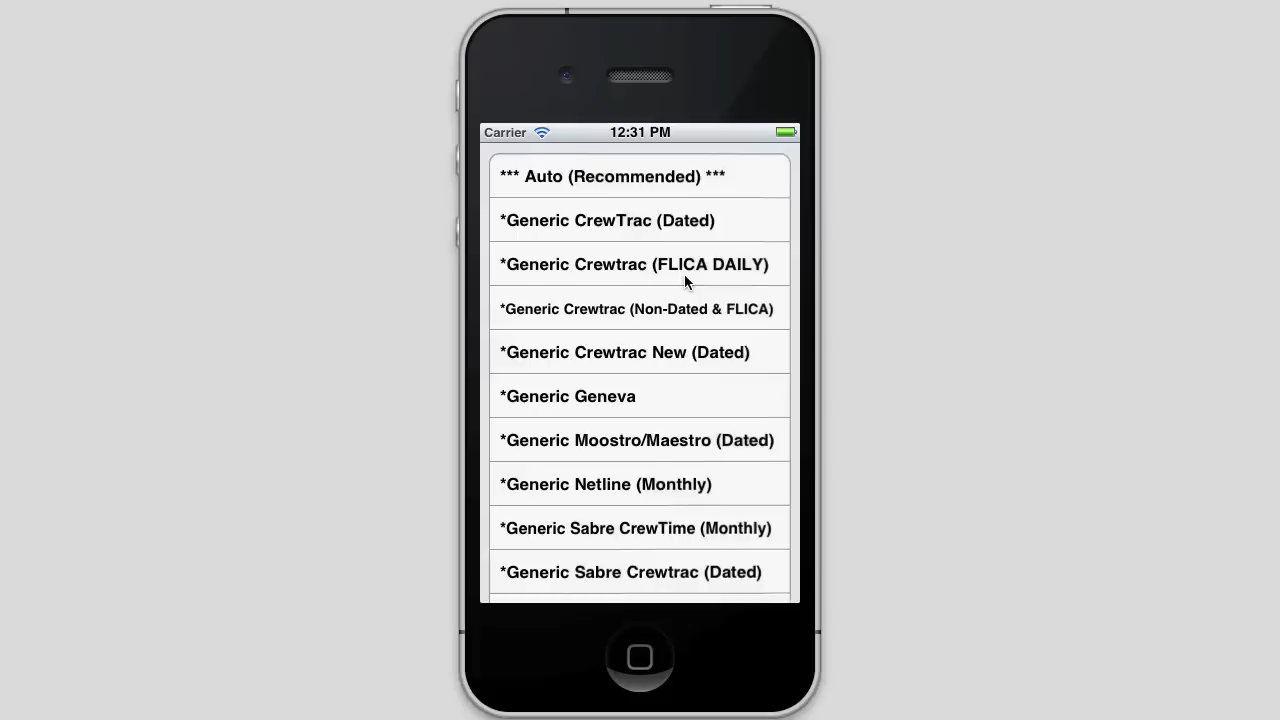 Carrier 12:31 PM
*** Auto (Recommended) ***
*Generic CrewTrac (Dated)
*Generic Crewtrac (FLICA DAILY)
*Generic Crewtrac (Non-Dated & FLICA)
*Generic Crewtrac New (Dated)
*Generic Geneva
*Generic Moostro/Maestro (Dated)
*Generic Netline (Monthly)
*Generic Sabre CrewTime (Monthly)
*Generic Sabre Crewtrac (Dated)